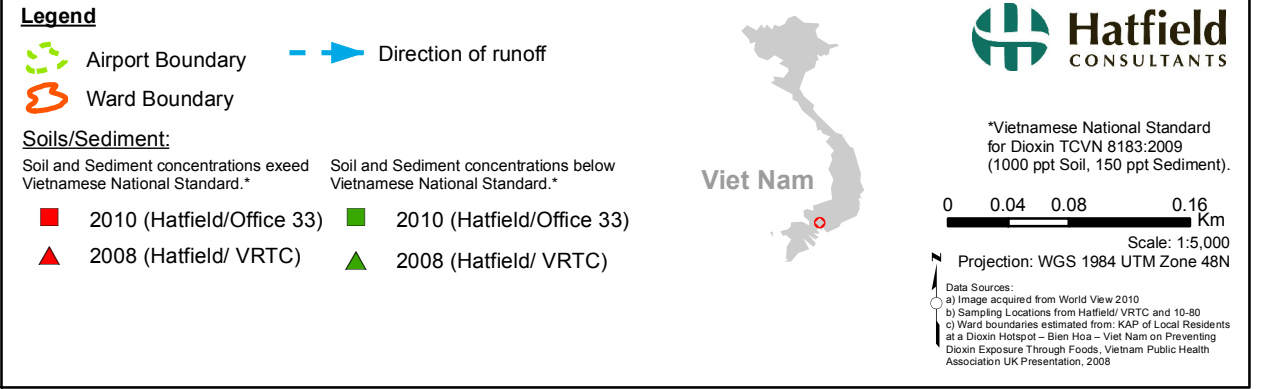 Legend
Airport Boundary
Direction of runoff
Ward Boundary
Soils/Sediment:
Soil and Sediment concentrations exeed
Vietnamese National Standard.*
2010 (Hatfield/Office 33)
2008 (Hatfield/ VRTC)
Soil and Sediment concentrations below
Vietnamese National Standard.*
2010 (Hatfield/Office 33)
2008 (Hatfield/ VRTC)
Viet Nam
Hatfield
CONSULTANTS
*Vietnamese National Standard
for Dioxin TCVN 8183:2009
(1000 ppt Soil, 150 ppt Sediment).
0 0.04 0.08 0.16
Km
Scale: 1:5,000
Projection: WGS 1984 UTM Zone 48N
N
Data Sources:
a) Image acquired from World View 2010
b) Sampling Locations from Hatfield/ VRTC and 10-80
c) Ward boundaries estimated from: KAP of Local Residents
at a Dioxin Hotspot – Bien Hoa – Viet Nam on Preventing
Dioxin Exposure Through Foods, Vietnam Public Health
Association UK Presentation, 2008